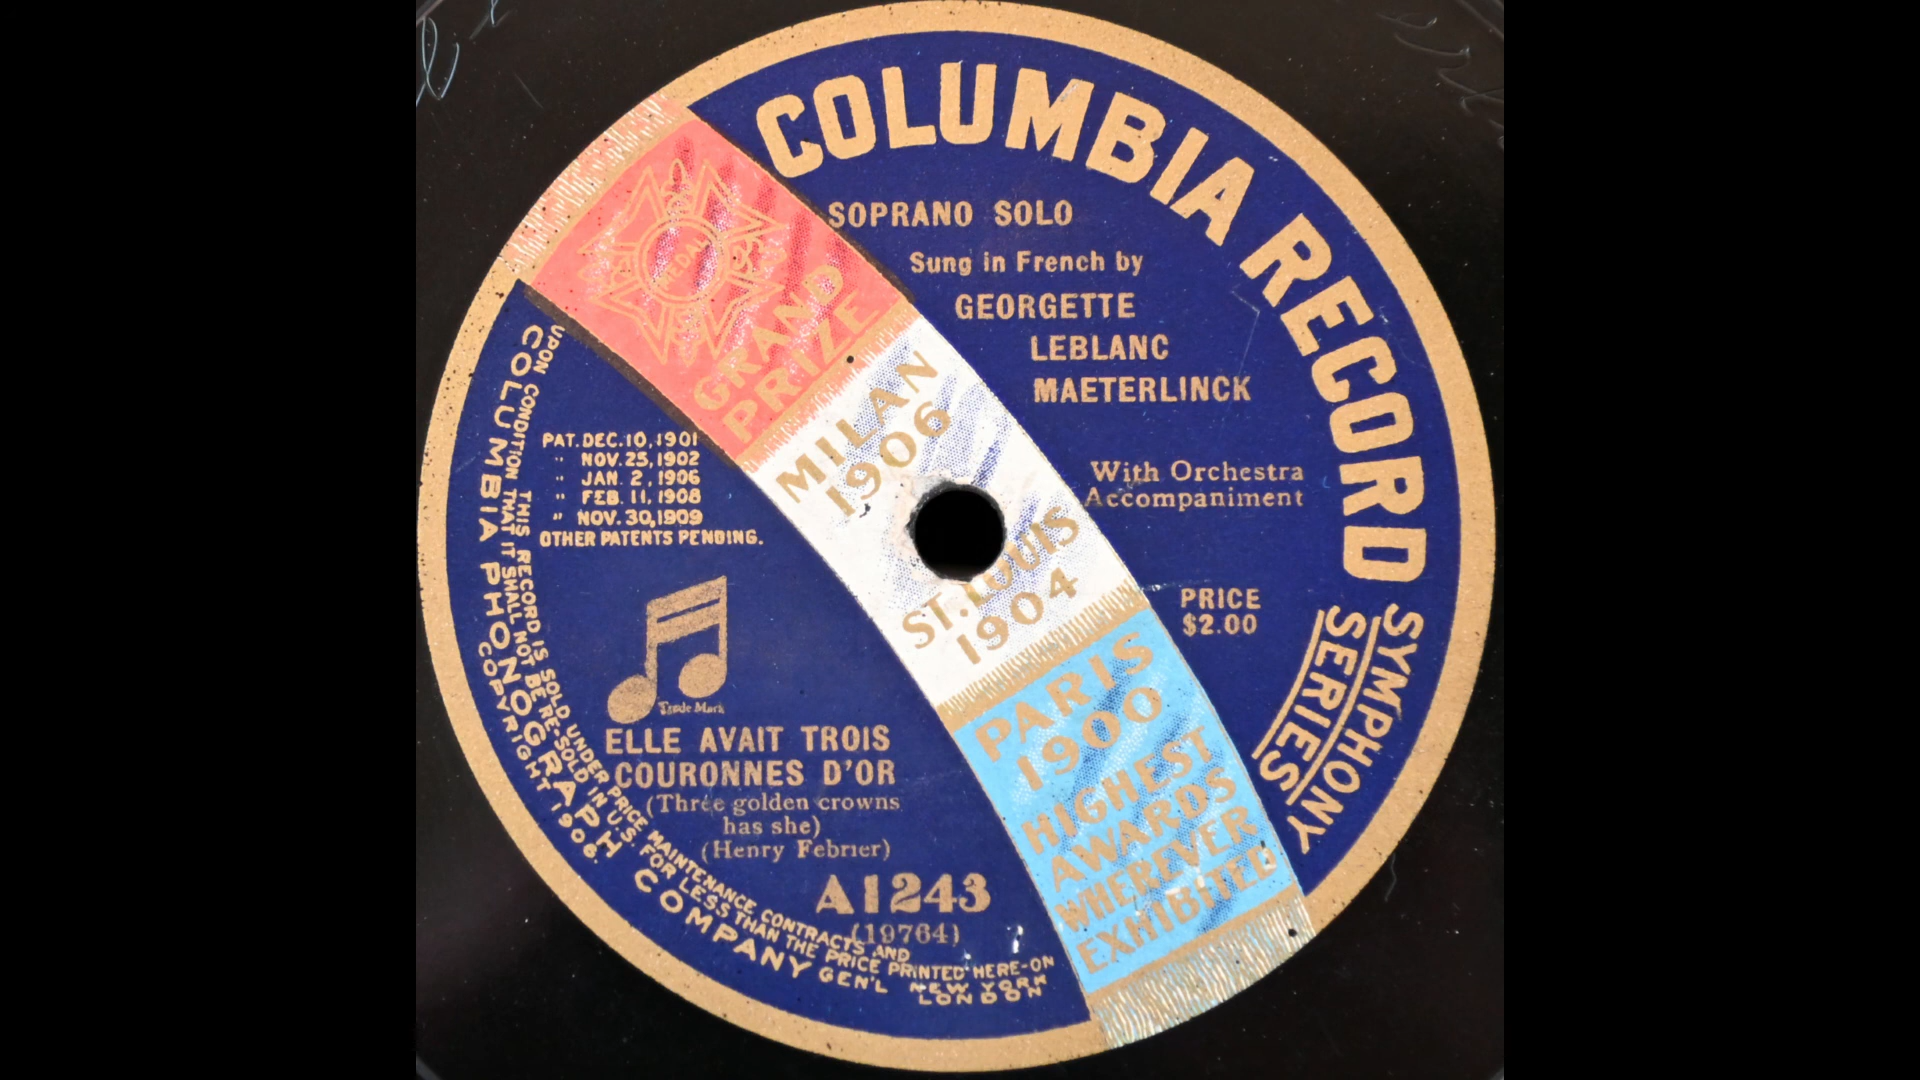 COLUMBIA RECORD
SYMPHONY
SERIES
SOPRANO SOLO
Sung in French by
GEORGETTE
LEBLANC
MAETERLINCK
With Orchestra
Accompaniment
PRICE
$2.00
MEDAL
GRAND
PRIZE
MILAN
1906
ST. LOUIS
1904
PARIS
1900
HIGHEST
AWARDS
WHEREVER
EXHIBITED
PAT. DEC. 10, 1901
" NOV. 25, 1902
" JAN. 2, 1906
" FEB. 11, 1908
" NOV. 30, 1909
OTHER PATENTS PENDING.
Trade Mark
ELLE AVAIT TROIS
COURONNES D'OR
(Three golden crowns
has she)
(Henry Febrier)
A1243
(19764)
THIS RECORD IS SOLD UNDER PRICE MAINTENANCE CONTRACTS AND
UPON CONDITION THAT IT SHALL NOT BE RE-SOLD IN U.S. FOR LESS THAN THE PRICE PRINTED HERE-ON
COLUMBIA PHONOGRAPH COMPANY GEN'L NEW YORK
LONDON
COPYRIGHT 1906.